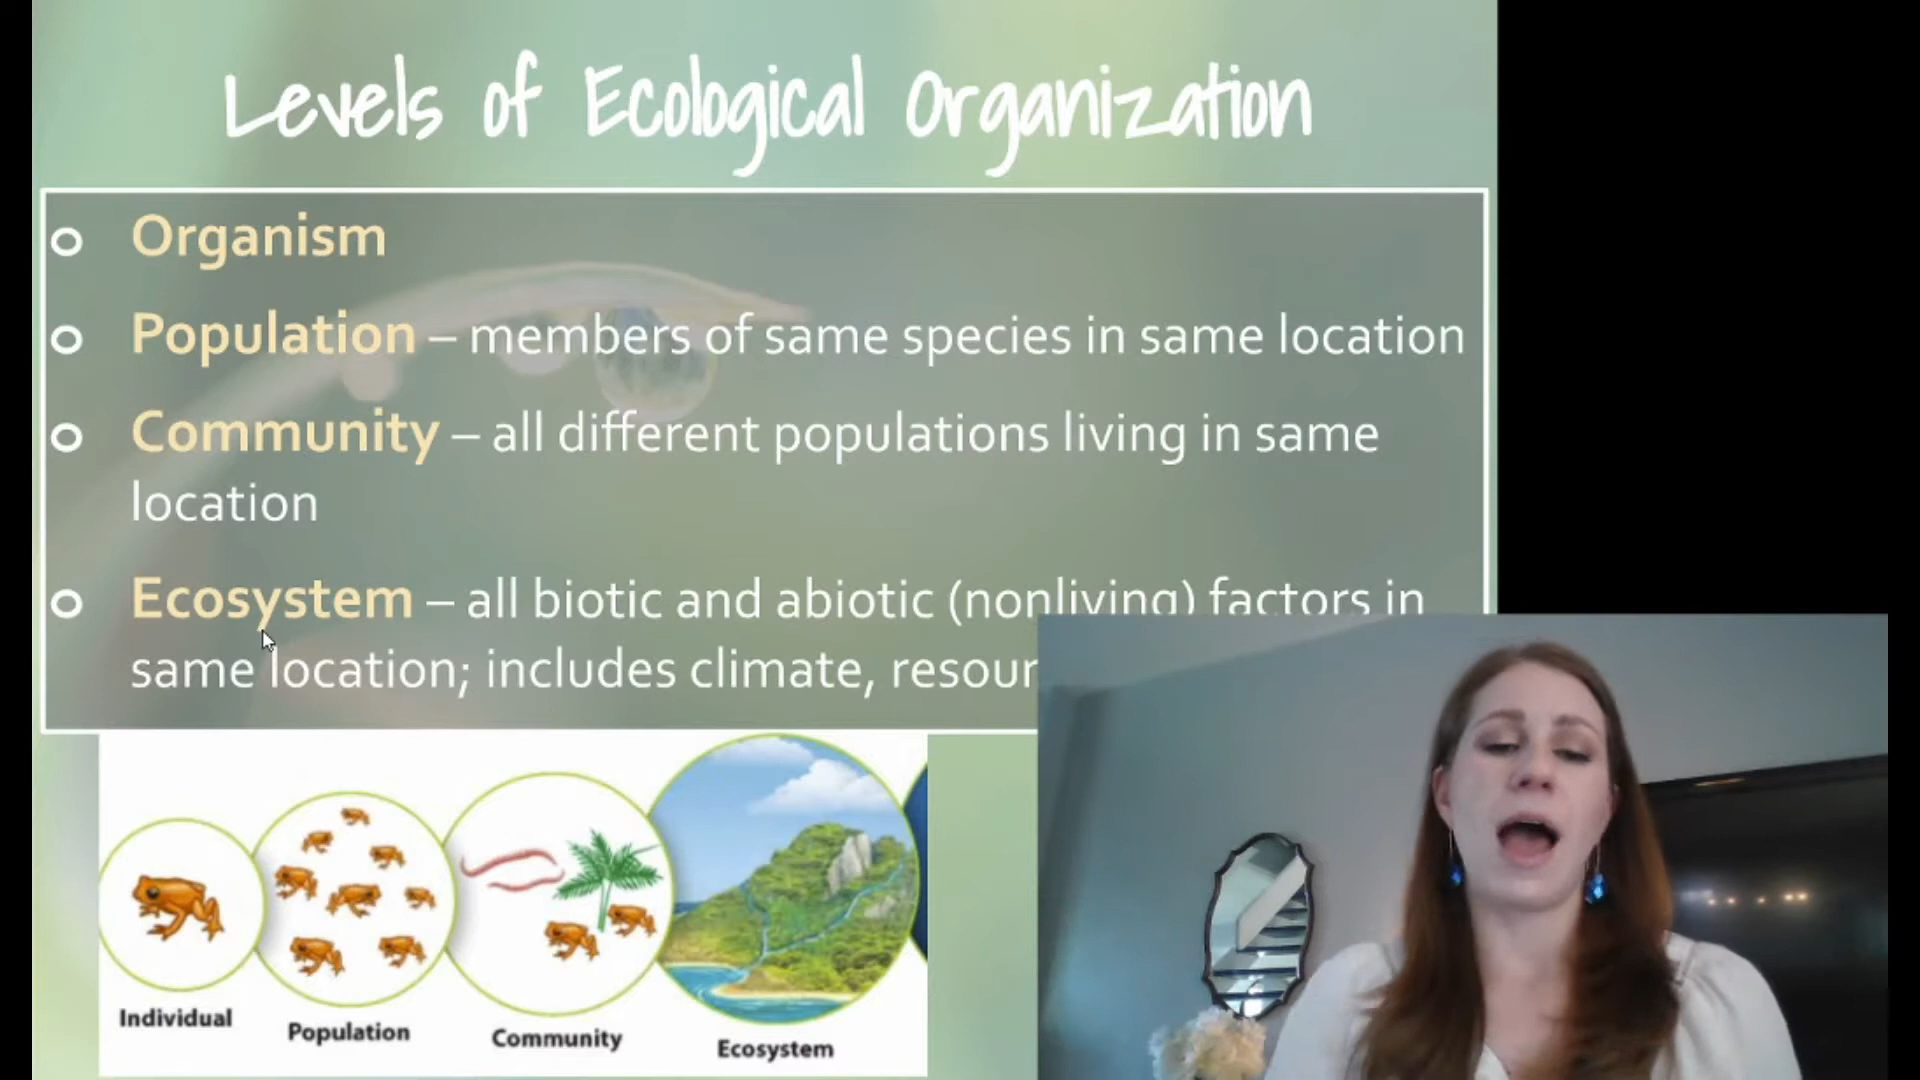 Levels of Ecological Organization
o Organism
o Population – members of same species in same location
o Community – all different populations living in same
location
o Ecosystem – all biotic and abiotic (nonliving) factors in
same location; includes climate,
Individual
Population
Community
Ecosystem